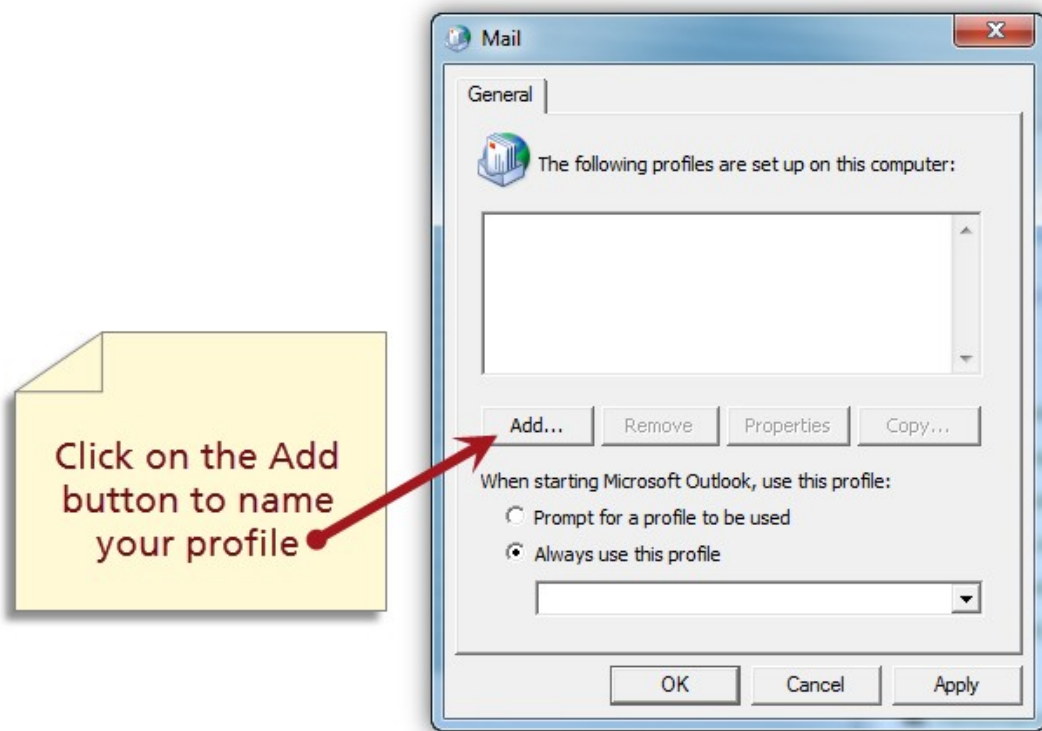 Mail
General
The following profiles are set up on this computer:
Add...
Remove
Properties
Copy...
Click on the Add
button to name
your profile
When starting Microsoft Outlook, use this profile:
Prompt for a profile to be used
Always use this profile
OK
Cancel
Apply